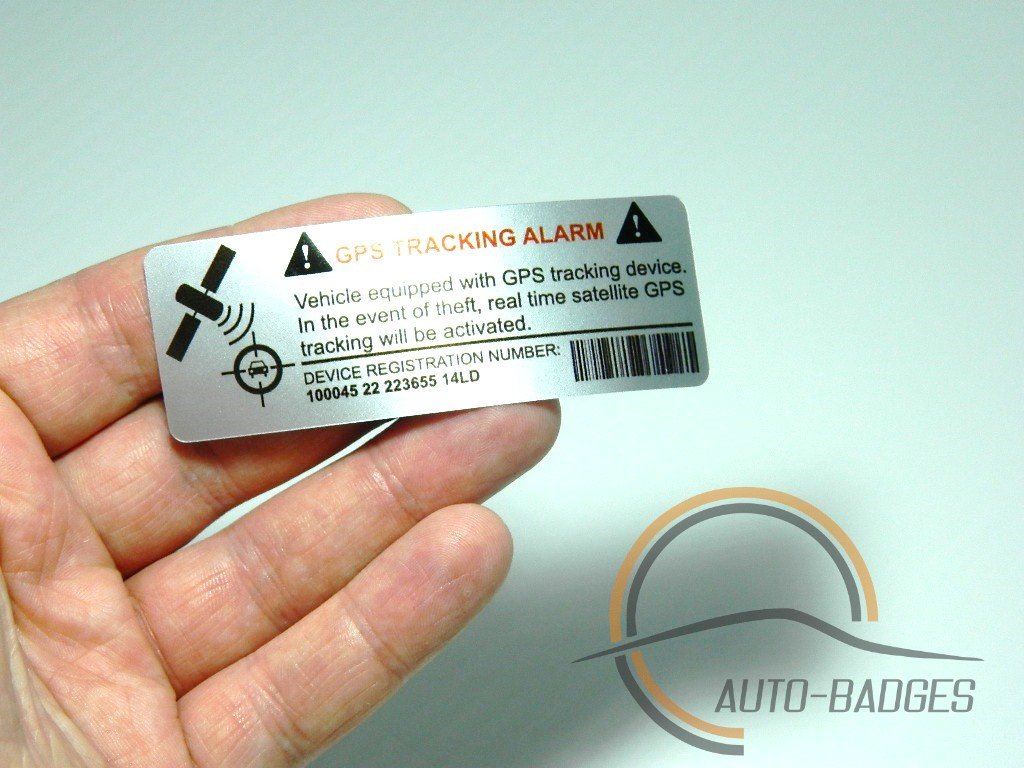 GPS TRACKING ALARM
Vehicle equipped with GPS tracking device.
In the event of theft, real time satellite GPS
tracking will be activated.
DEVICE REGISTRATION NUMBER:
100045 22 223655 14LD
AUTO-BADGES